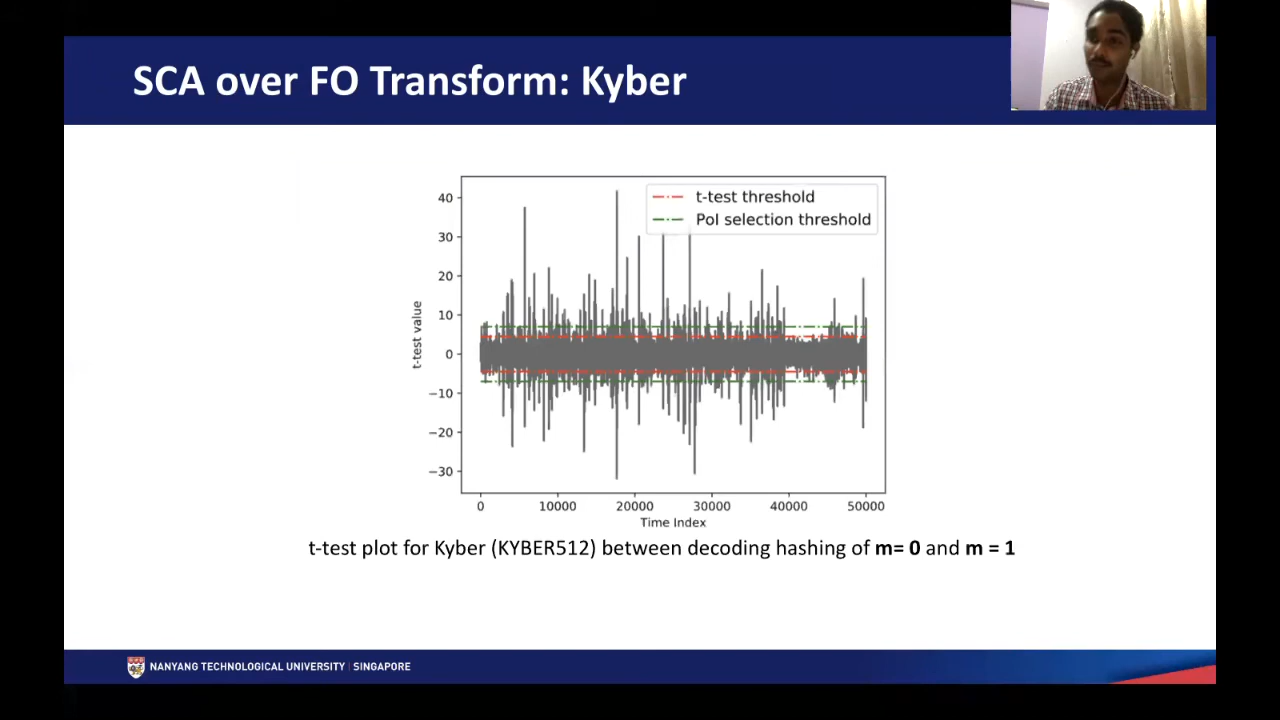 SCA over FO Transform: Kyber
t-test threshold
PoI selection threshold
40
30
20
10
0
−10
−20
−30
t-test value
0 10000 20000 30000 40000 50000
Time Index
t-test plot for Kyber (KYBER512) between decoding hashing of m= 0 and m = 1
NANYANG TECHNOLOGICAL UNIVERSITY | SINGAPORE